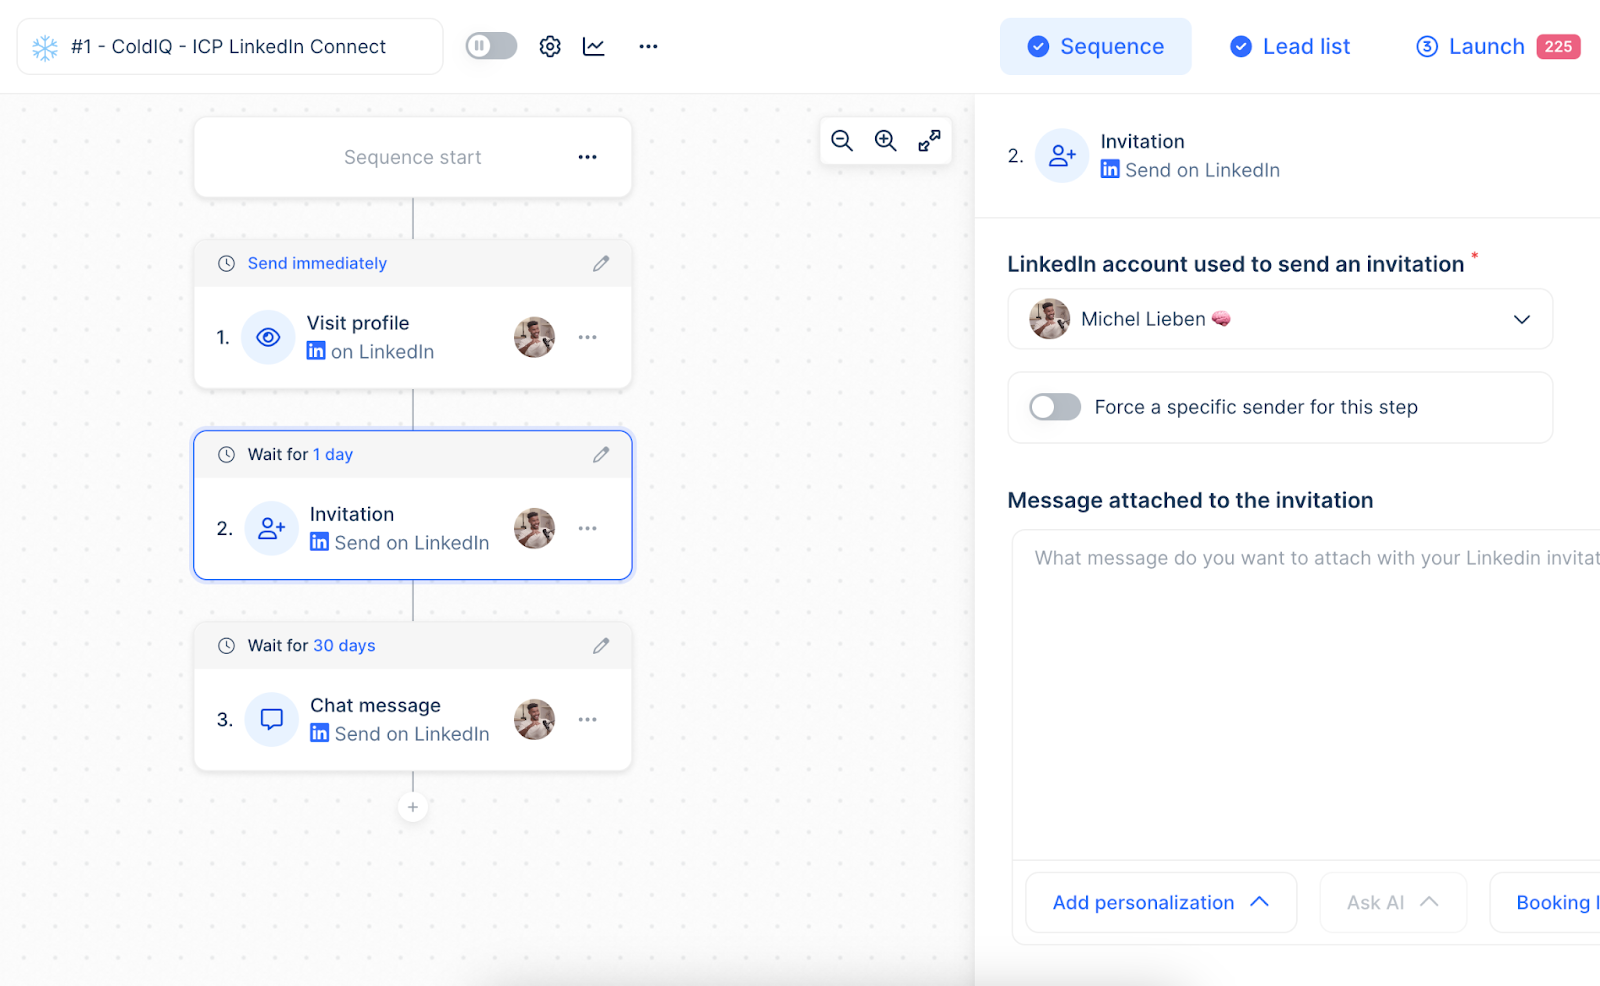 #1 - ColdIQ - ICP LinkedIn Connect
Sequence
Lead list
3 Launch 225
Sequence start
Send immediately
1. Visit profile
in on LinkedIn
Wait for 1 day
2. Invitation
in Send on LinkedIn
Wait for 30 days
3. Chat message
in Send on LinkedIn
2. Invitation
in Send on LinkedIn
LinkedIn account used to send an invitation *
Michel Lieben
Force a specific sender for this step
Message attached to the invitation
What message do you want to attach with your Linkedin invitat
Add personalization
Ask AI
Booking l